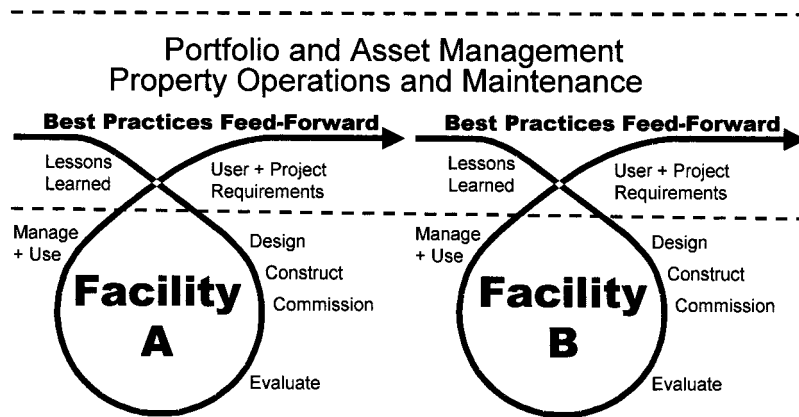 Portfolio and Asset Management
Property Operations and Maintenance
Best Practices Feed-Forward
Best Practices Feed-Forward
Lessons
Learned
User + Project
Requirements
Lessons
Learned
User + Project
Requirements
Manage
+ Use
Design
Construct
Commission
Facility
A
Evaluate
Manage
+ Use
Design
Construct
Commission
Facility
B
Evaluate